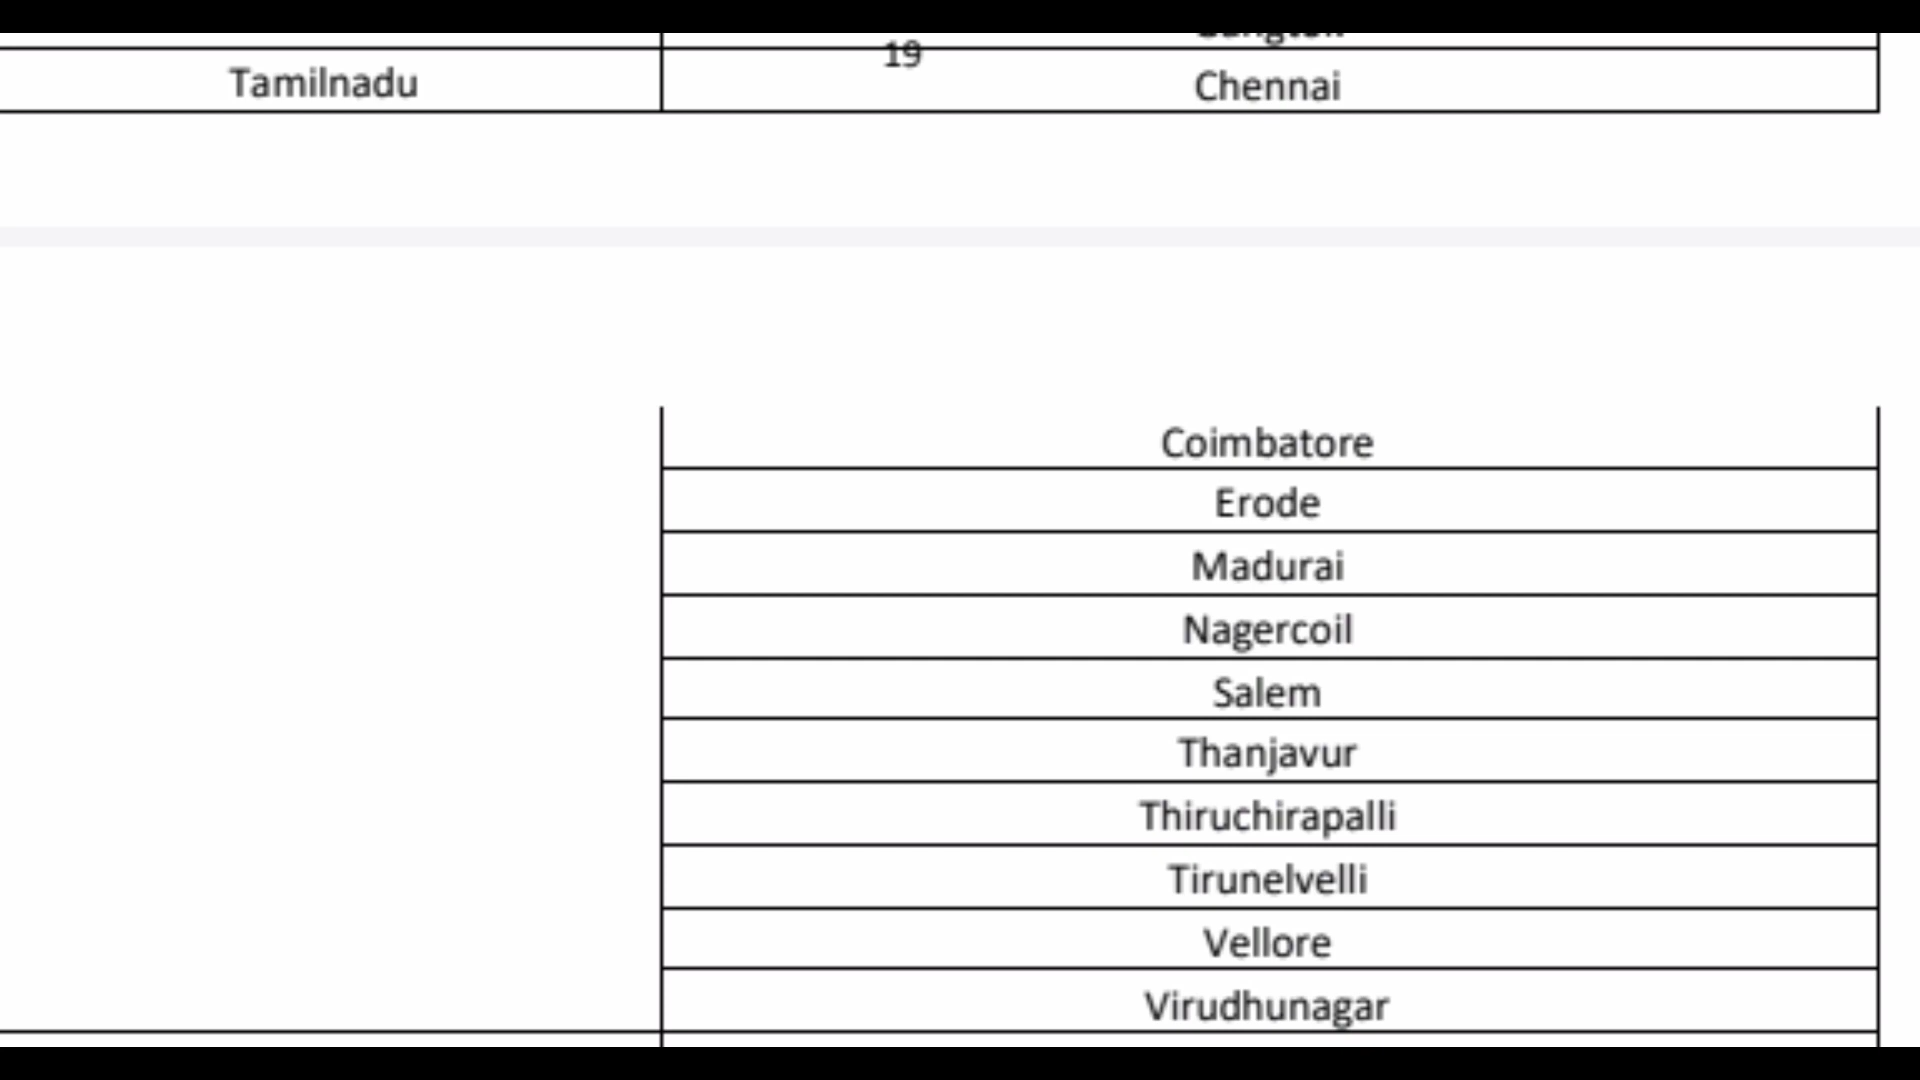 19
Tamilnadu Chennai
Coimbatore
Erode
Madurai
Nagercoil
Salem
Thanjavur
Thiruchirapalli
Tirunelvelli
Vellore
Virudhunagar